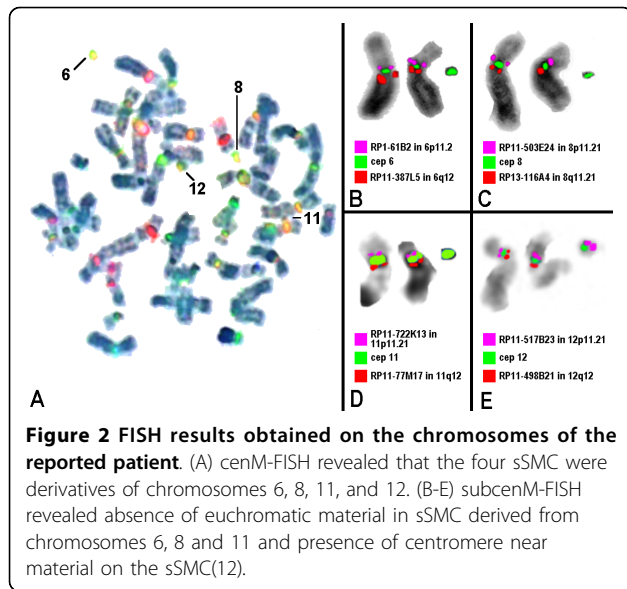 6
8
12
11
A
B
RP1-61B2 in 6p11.2
cep 6
RP11-387L5 in 6q12
C
RP11-503E24 in 8p11.21
cep 8
RP13-116A4 in 8q11.21
D
RP11-722K13 in
11p11.21
cep 11
RP11-77M17 in 11q12
E
RP11-517B23 in 12p11.21
cep 12
RP11-498B21 in 12q12
Figure 2 FISH results obtained on the chromosomes of the
reported patient. (A) cenM-FISH revealed that the four sSMC were
derivatives of chromosomes 6, 8, 11, and 12. (B-E) subcenM-FISH
revealed absence of euchromatic material in sSMC derived from
chromosomes 6, 8 and 11 and presence of centromere near
material on the sSMC(12).